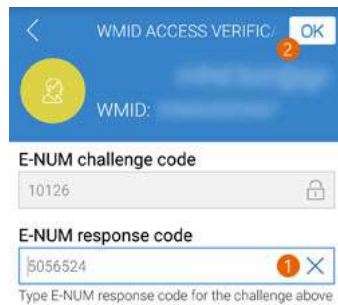 WMID ACCESS VERIFIC/ OK
2
WMID:
E-NUM challenge code
10126
E-NUM response code
5056524
1
Type E-NUM response code for the challenge above